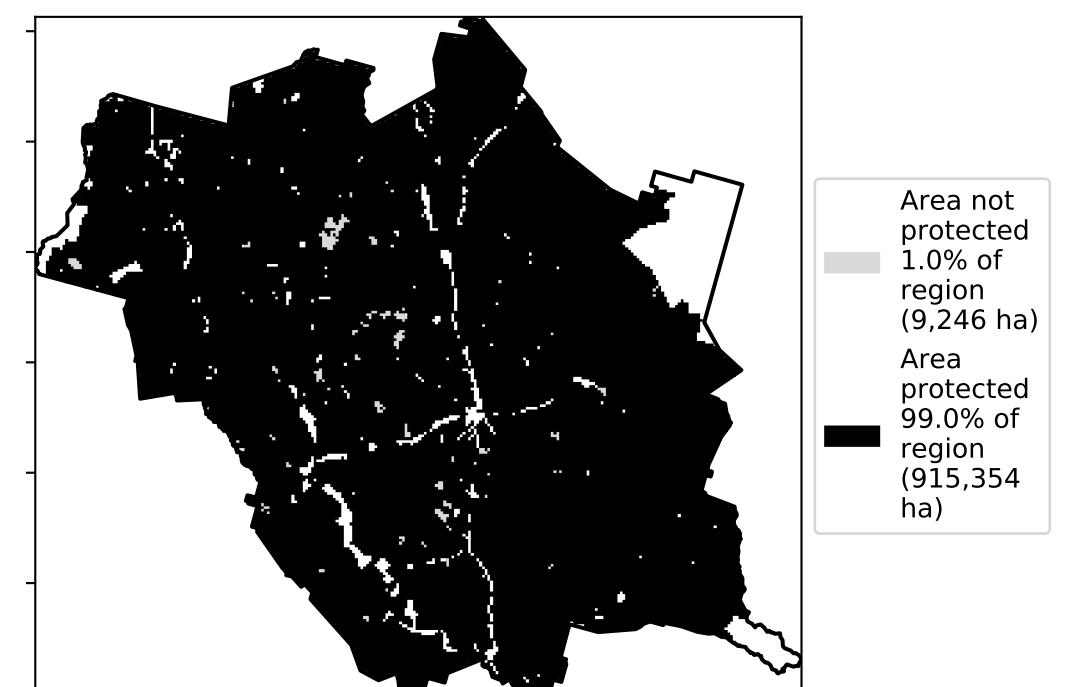 Area not
protected
1.0% of
region
(9,246 ha)
Area
protected
99.0% of
region
(915,354
ha)